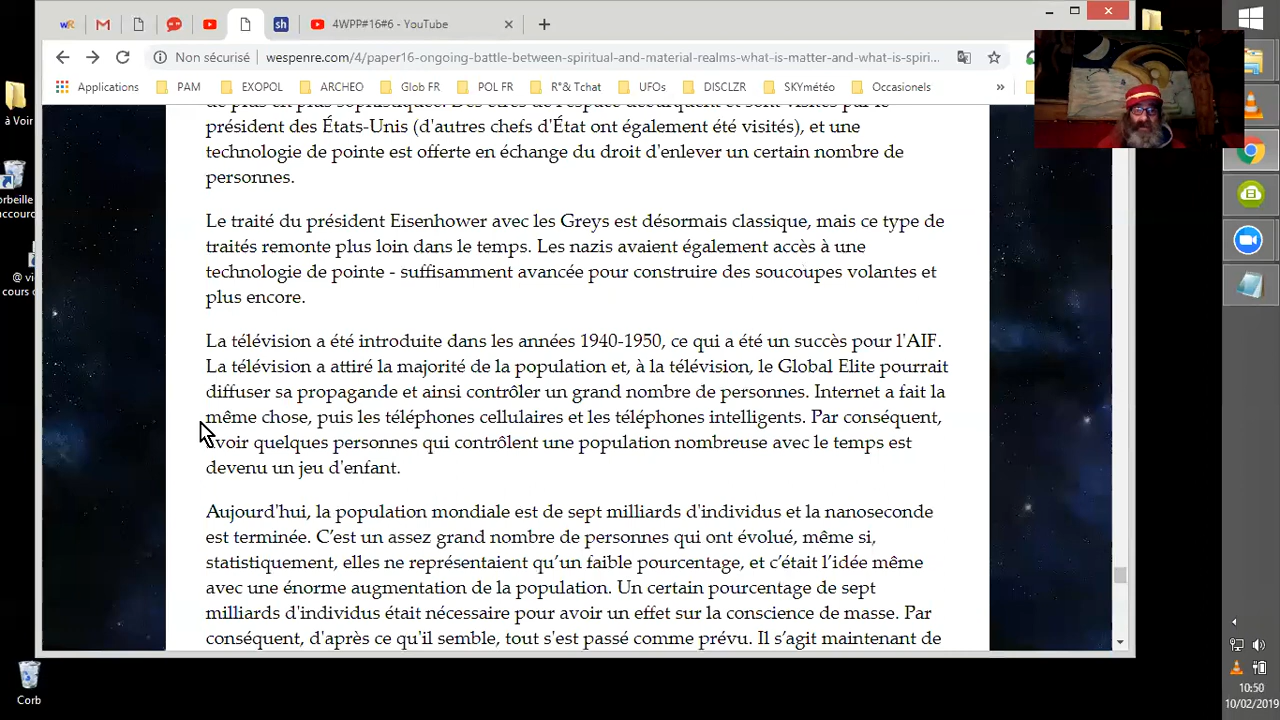 wR
sh
4WPP#16#6 - YouTube
Non sécurisé
wespenre.com/4/paper16-ongoing-battle-between-spiritual-and-material-realms-what-is-matter-and-what-is-spiri...
Applications
PAM
EXOPOL
ARCHEO
Glob FR
POL FR
R°& Tchat
UFOs
DISCLZR
SKYmétéo
Occasionels
»
président des États-Unis (d'autres chefs d'État ont également été visités), et une
technologie de pointe est offerte en échange du droit d'enlever un certain nombre de
personnes.
Le traité du président Eisenhower avec les Greys est désormais classique, mais ce type de
traités remonte plus loin dans le temps. Les nazis avaient également accès à une
technologie de pointe - suffisamment avancée pour construire des soucoupes volantes et
plus encore.
La télévision a été introduite dans les années 1940-1950, ce qui a été un succès pour l'AIF.
La télévision a attiré la majorité de la population et, à la télévision, le Global Elite pourrait
diffuser sa propagande et ainsi contrôler un grand nombre de personnes. Internet a fait la
même chose, puis les téléphones cellulaires et les téléphones intelligents. Par conséquent,
avoir quelques personnes qui contrôlent une population nombreuse avec le temps est
devenu un jeu d'enfant.
Aujourd'hui, la population mondiale est de sept milliards d'individus et la nanoseconde
est terminée. C'est un assez grand nombre de personnes qui ont évolué, même si,
statistiquement, elles ne représentaient qu'un faible pourcentage, et c'était l'idée même
avec une énorme augmentation de la population. Un certain pourcentage de sept
milliards d'individus était nécessaire pour avoir un effet sur la conscience de masse. Par
conséquent, d'après ce qu'il semble, tout s'est passé comme prévu. Il s'agit maintenant de
à Voir
Corb
10:50
10/02/2019